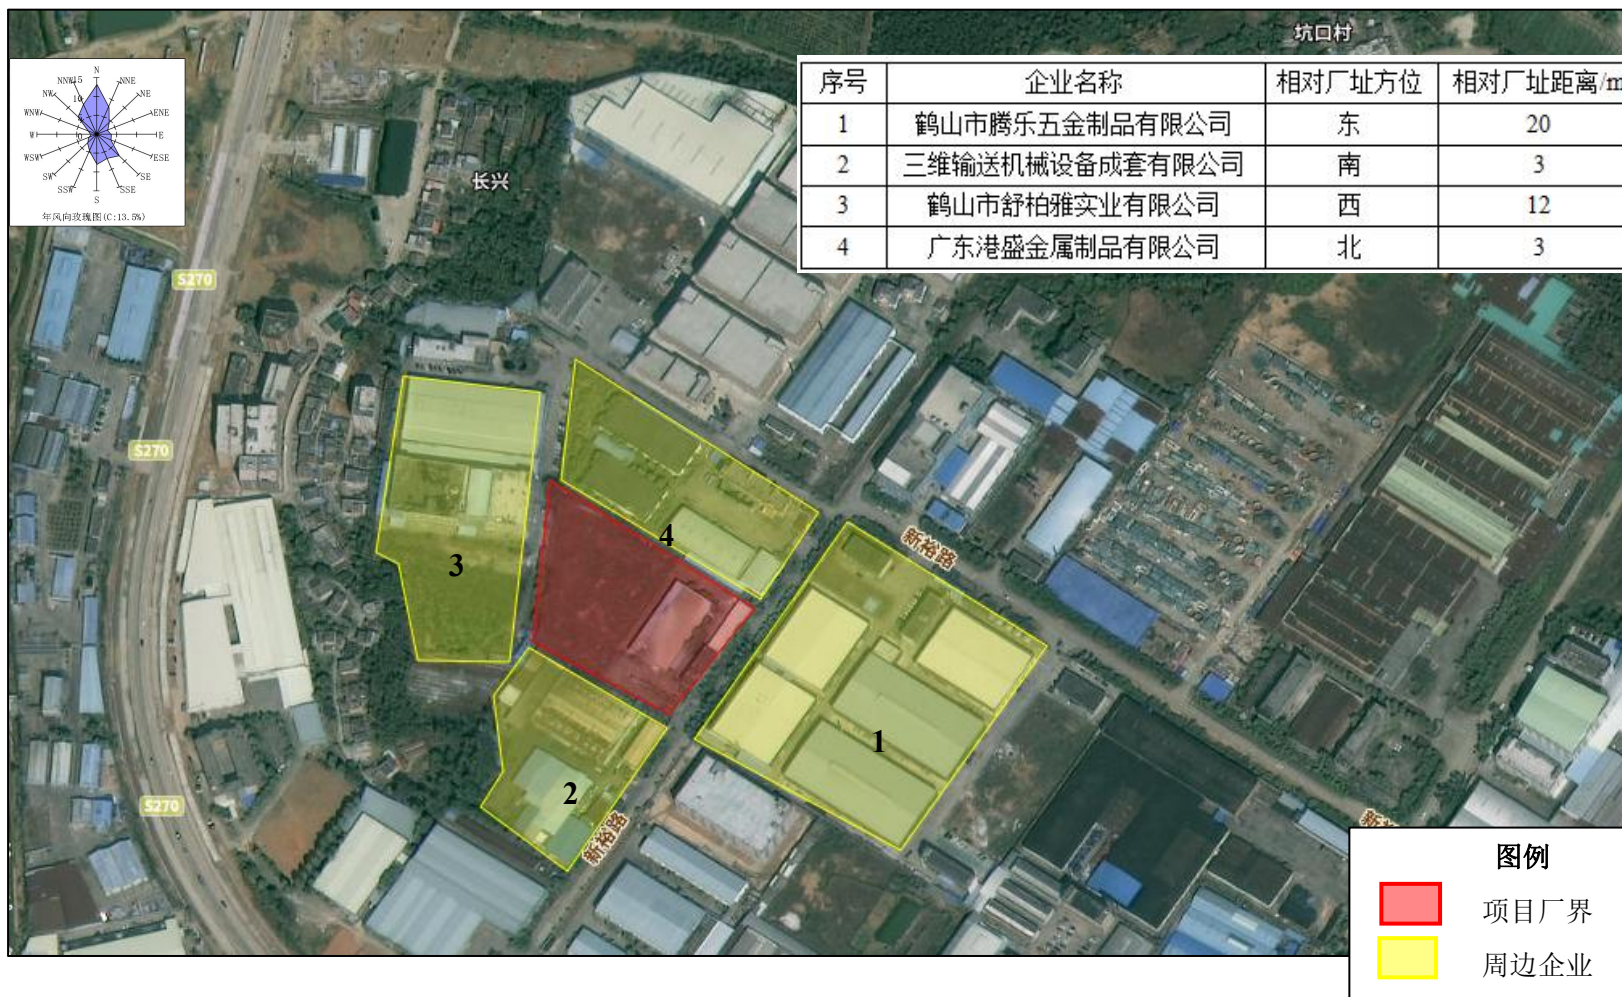 坑口村
N
NNW
15
NNE
NW
10
NE
WNW
5
ENE
W
0
E
WSW
ESE
SW
SE
SSW
SSE
S
年风向玫瑰图(C:13.5%)
序号 企业名称 相对厂址方位 相对厂址距离/m
1 鹤山市腾乐五金制品有限公司 东 20
2 三维输送机械设备成套有限公司 南 3
3 鹤山市舒柏雅实业有限公司 西 12
4 广东港盛金属制品有限公司 北 3
长兴
S270
S270
4
新裕路
3
1
2
S270
新裕路
图例
项目厂界
周边企业